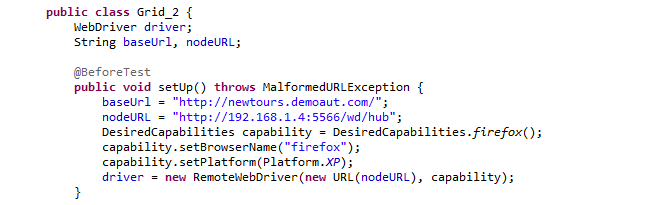 public class Grid_2 {
WebDriver driver;
String baseUrl, nodeURL;
@BeforeTest
public void setUp() throws MalformedURLException {
baseUrl = "http://newtours.demoaut.com/";
nodeURL = "http://192.168.1.4:5566/wd/hub";
DesiredCapabilities capability = DesiredCapabilities.firefox();
capability.setBrowserName("firefox");
capability.setPlatform(Platform.XP);
driver = new RemoteWebDriver(new URL(nodeURL), capability);
}